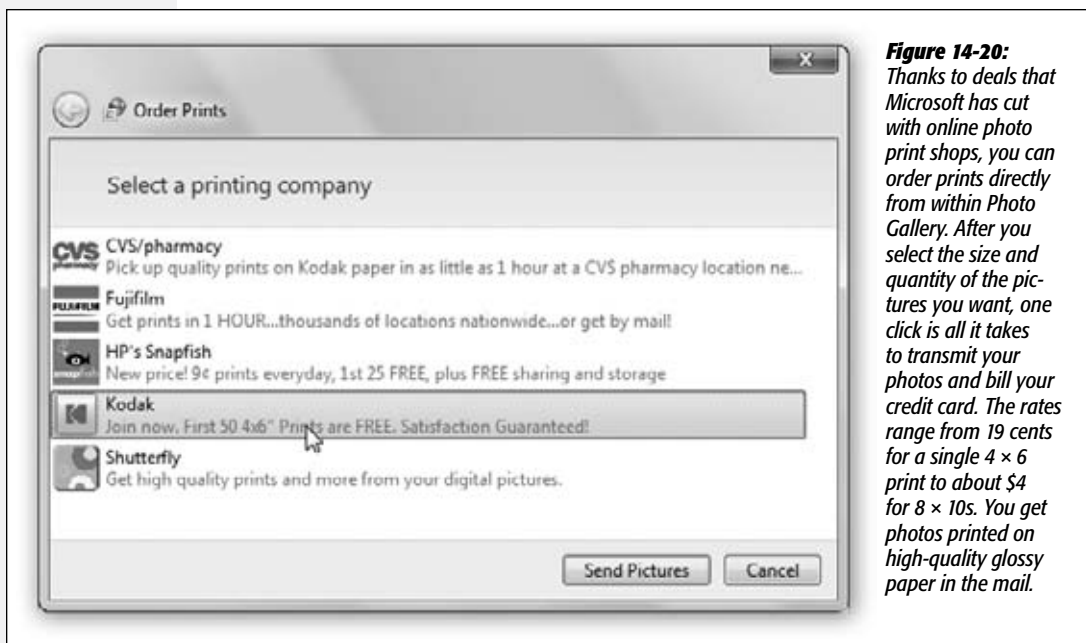 Order Prints
Select a printing company
CVS pharmacy
CVS/pharmacy
Pick up quality prints on Kodak paper in as little as 1 hour at a CVS pharmacy location ne...
FUJIFILM
Fujifilm
Get prints in 1 HOUR...thousands of locations nationwide...or get by mail!
HP's Snapfish
New price! 9¢ prints everyday, 1st 25 FREE, plus FREE sharing and storage
Kodak
Join now. First 50 4x6" Prints are FREE. Satisfaction Guaranteed!
Shutterfly
Get high quality prints and more from your digital pictures.
Send Pictures
Cancel
Figure 14-20:
Thanks to deals that
Microsoft has cut
with online photo
print shops, you can
order prints directly
from within Photo
Gallery. After you
select the size and
quantity of the pic-
tures you want, one
click is all it takes
to transmit your
photos and bill your
credit card. The rates
range from 19 cents
for a single 4 × 6
print to about $4
for 8 × 10s. You get
photos printed on
high-quality glossy
paper in the mail.